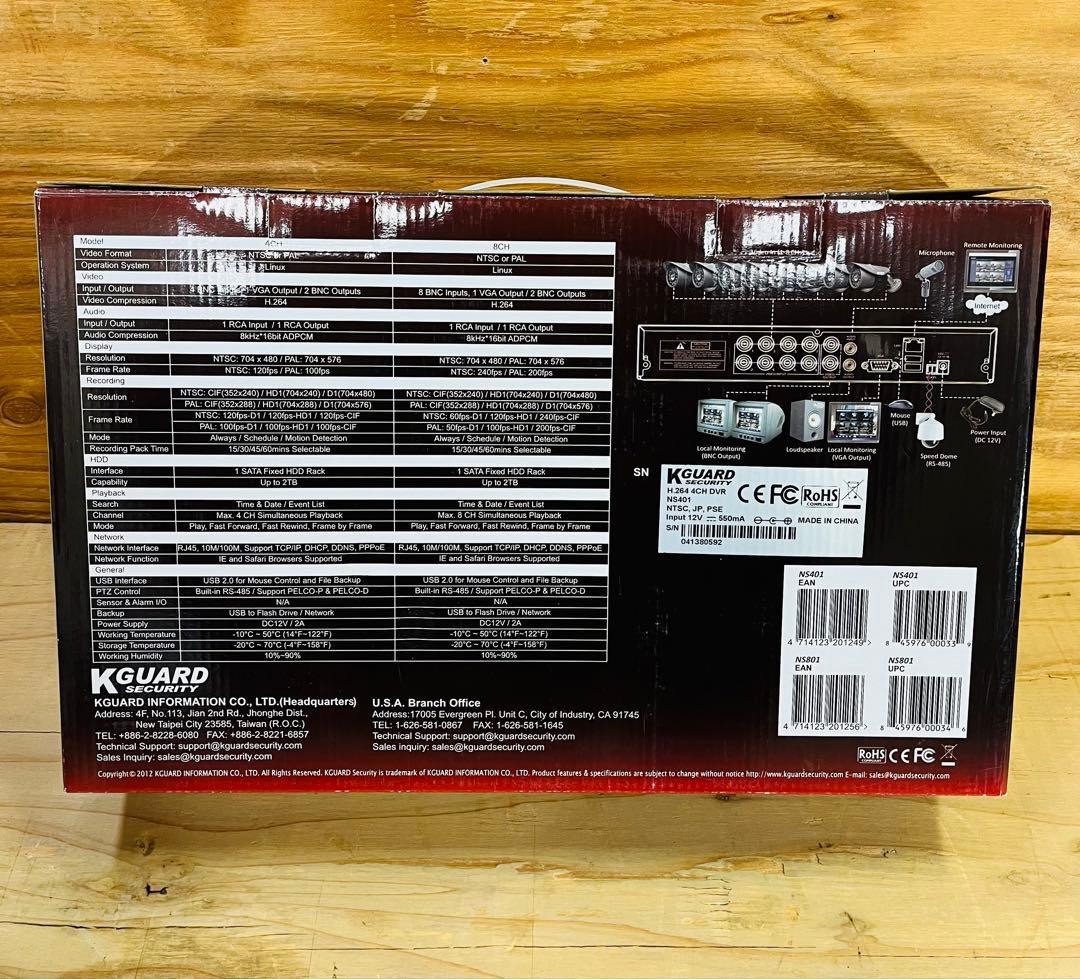 Model 4CH 8CH
Video Format NTSC or PAL NTSC or PAL
Operation System Linux Linux
Video
Input / Output 4 BNC 1 VGA Output / 2 BNC Outputs 8 BNC Inputs, 1 VGA Output / 2 BNC Outputs
Video Compression H.264 H.264
Audio
Input / Output 1 RCA Input / 1 RCA Output 1 RCA Input / 1 RCA Output
Audio Compression 8kHz*16bit ADPCM 8kHz*16bit ADPCM
Display
Resolution NTSC: 704 x 480 / PAL: 704 x 576 NTSC: 704 x 480 / PAL: 704 x 576
Frame Rate NTSC: 120fps / PAL: 100fps NTSC: 240fps / PAL: 200fps
Recording
Resolution NTSC: CIF(352x240) / HD1(704x240) / D1(704x480) NTSC: CIF(352x240) / HD1(704x240) / D1(704x480)
PAL: CIF(352x288) / HD1(704x288) / D1(704x576) PAL: CIF(352x288) / HD1(704x288) / D1(704x576)
Frame Rate NTSC: 120fps-D1 / 120fps-HD1 / 120fps-CIF NTSC: 60fps-D1 / 120fps-HD1 / 240fps-CIF
PAL: 100fps-D1 / 100fps-HD1 / 100fps-CIF PAL: 50fps-D1 / 100fps-HD1 / 200fps-CIF
Mode Always / Schedule / Motion Detection Always / Schedule / Motion Detection
Recording Pack Time 15/30/45/60mins Selectable 15/30/45/60mins Selectable
HDD
Interface 1 SATA Fixed HDD Rack 1 SATA Fixed HDD Rack
Capability Up to 2TB Up to 2TB
Playback
Search Time & Date / Event List Time & Date / Event List
Channel Max. 4 CH Simultaneous Playback Max. 8 CH Simultaneous Playback
Mode Play, Fast Forward, Fast Rewind, Frame by Frame Play, Fast Forward, Fast Rewind, Frame by Frame
Network
Network Interface RJ45, 10M/100M, Support TCP/IP, DHCP, DDNS, PPPoE RJ45, 10M/100M, Support TCP/IP, DHCP, DDNS, PPPoE
Network Function IE and Safari Browsers Supported IE and Safari Browsers Supported
General
USB Interface USB 2.0 for Mouse Control and File Backup USB 2.0 for Mouse Control and File Backup
PTZ Control Built-in RS-485 / Support PELCO-P & PELCO-D Built-in RS-485 / Support PELCO-P & PELCO-D
Sensor & Alarm I/O N/A N/A
Backup USB to Flash Drive / Network USB to Flash Drive / Network
Power Supply DC12V / 2A DC12V / 2A
Working Temperature -10°C ~ 50°C (14°F~122°F) -10°C ~ 50°C (14°F~122°F)
Storage Temperature -20°C ~ 70°C (-4°F~158°F) -20°C ~ 70°C (-4°F~158°F)
Working Humidity 10%~90% 10%~90%
KGUARD
SECURITY
KGUARD INFORMATION CO., LTD.(Headquarters)
Address: 4F, No.113, Jian 2nd Rd., Jhonghe Dist.,
New Taipei City 23585, Taiwan (R.O.C.)
TEL: +886-2-8228-6080 FAX: +886-2-8221-6857
Technical Support: support@kguardsecurity.com
Sales Inquiry: sales@kguardsecurity.com
U.S.A. Branch Office
Address:17005 Evergreen Pl. Unit C, City of Industry, CA 91745
TEL: 1-626-581-0867 FAX: 1-626-581-1645
Technical Support: support@kguardsecurity.com
Sales inquiry: sales@kguardsecurity.com
Microphone
Remote Monitoring
Internet
Local Monitoring
(BNC Output)
Loudspeaker
Local Monitoring
(VGA Output)
Mouse
(USB)
Speed Dome
(RS-485)
Power Input
(DC 12V)
SN
KGUARD
SECURITY
H.264 4CH DVR
NS401
NTSC, JP, PSE
Input 12V 550mA
CE FC RoHS
COMPLIANT
MADE IN CHINA
S/N
041380592
NS401
EAN
4 714123 201249 >
NS401
UPC
8 45976 00033 9
NS801
EAN
4 714123 201256 >
NS801
UPC
8 45976 00034 6
RoHS CE FC
COMPLIANT
Copyright © 2012 KGUARD INFORMATION CO., LTD. All Rights Reserved. KGUARD Security is trademark of KGUARD INFORMATION CO., LTD. Product features & specifications are subject to change without notice http://www.kguardsecurity.com E-mail: sales@kguardsecurity.com